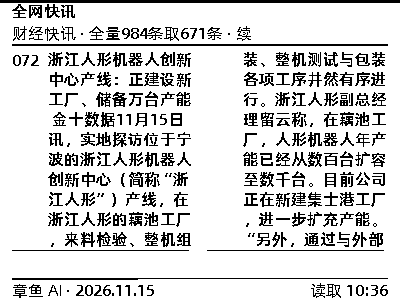 全网快讯
财经快讯·全量984条取671条·续
072 浙江人形机器人创新
中心产线：正建设新
工厂、储备万台产能
金十数据11月15日
讯，实地探访位于宁
波的浙江人形机器人
创新中心（简称“浙
江人形”）产线，在
浙江人形的藕池工厂
，来料检验、整机组
装、整机测试与包装
各项工序井然有序进
行。浙江人形副总经
理留云称，在藕池工
厂，人形机器人年产
能已经从数百台扩容
至数千台。目前公司
正在新建集士港工厂
，进一步扩充产能。
“另外，通过与外部
章鱼 AI·2026.11.15
读取 10:36